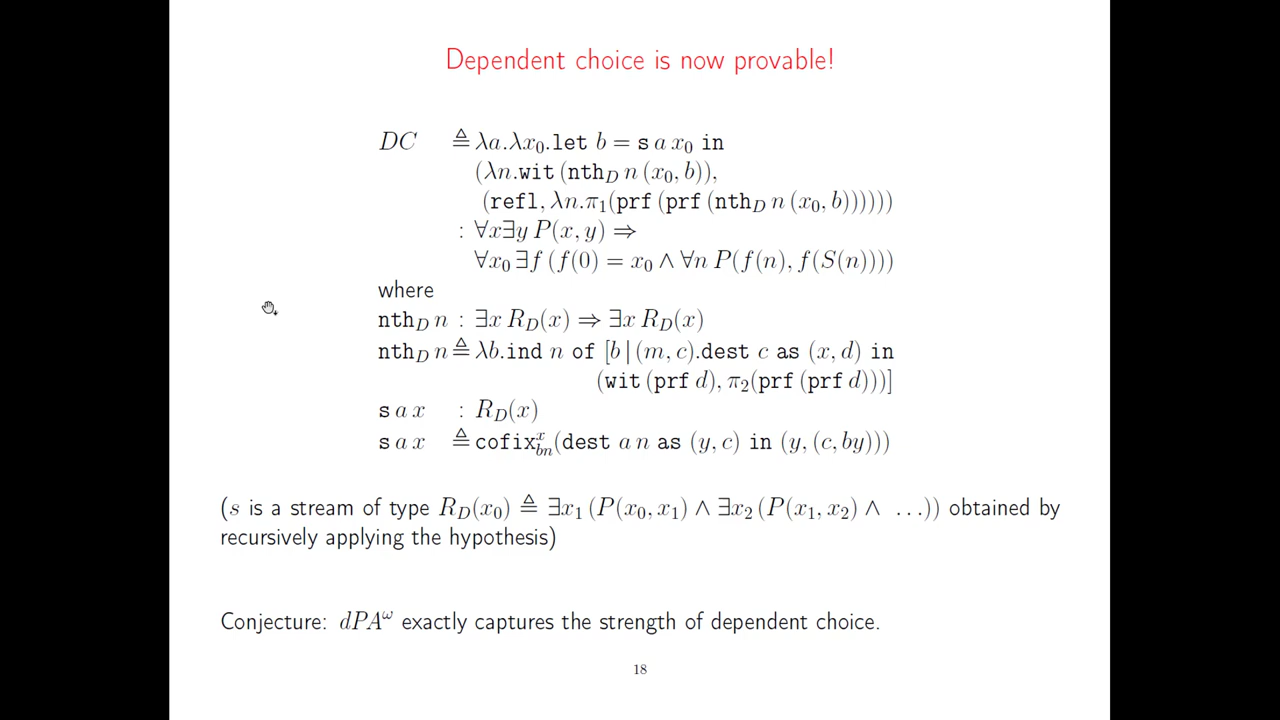 Dependent choice is now provable!
DC ≜ λa.λx₀.let b = s a x₀ in
(λn.wit (nth_D n (x₀, b)),
(refl, λn.π₁(prf (prf (nth_D n (x₀, b))))))
: ∀x∃y P(x, y) ⇒
∀x₀ ∃f (f(0) = x₀ ∧ ∀n P(f(n), f(S(n))))
where
nth_D n : ∃x R_D(x) ⇒ ∃x R_D(x)
nth_D n ≜ λb.ind n of [b | (m, c).dest c as (x, d) in
(wit (prf d), π₂(prf (prf d)))]
s a x : R_D(x)
s a x ≜ cofix^x_{bn}(dest a n as (y, c) in (y, (c, by)))
(s is a stream of type R_D(x₀) ≜ ∃x₁ (P(x₀, x₁) ∧ ∃x₂ (P(x₁, x₂) ∧ ...)) obtained by
recursively applying the hypothesis)
Conjecture: dPA^ω exactly captures the strength of dependent choice.
18